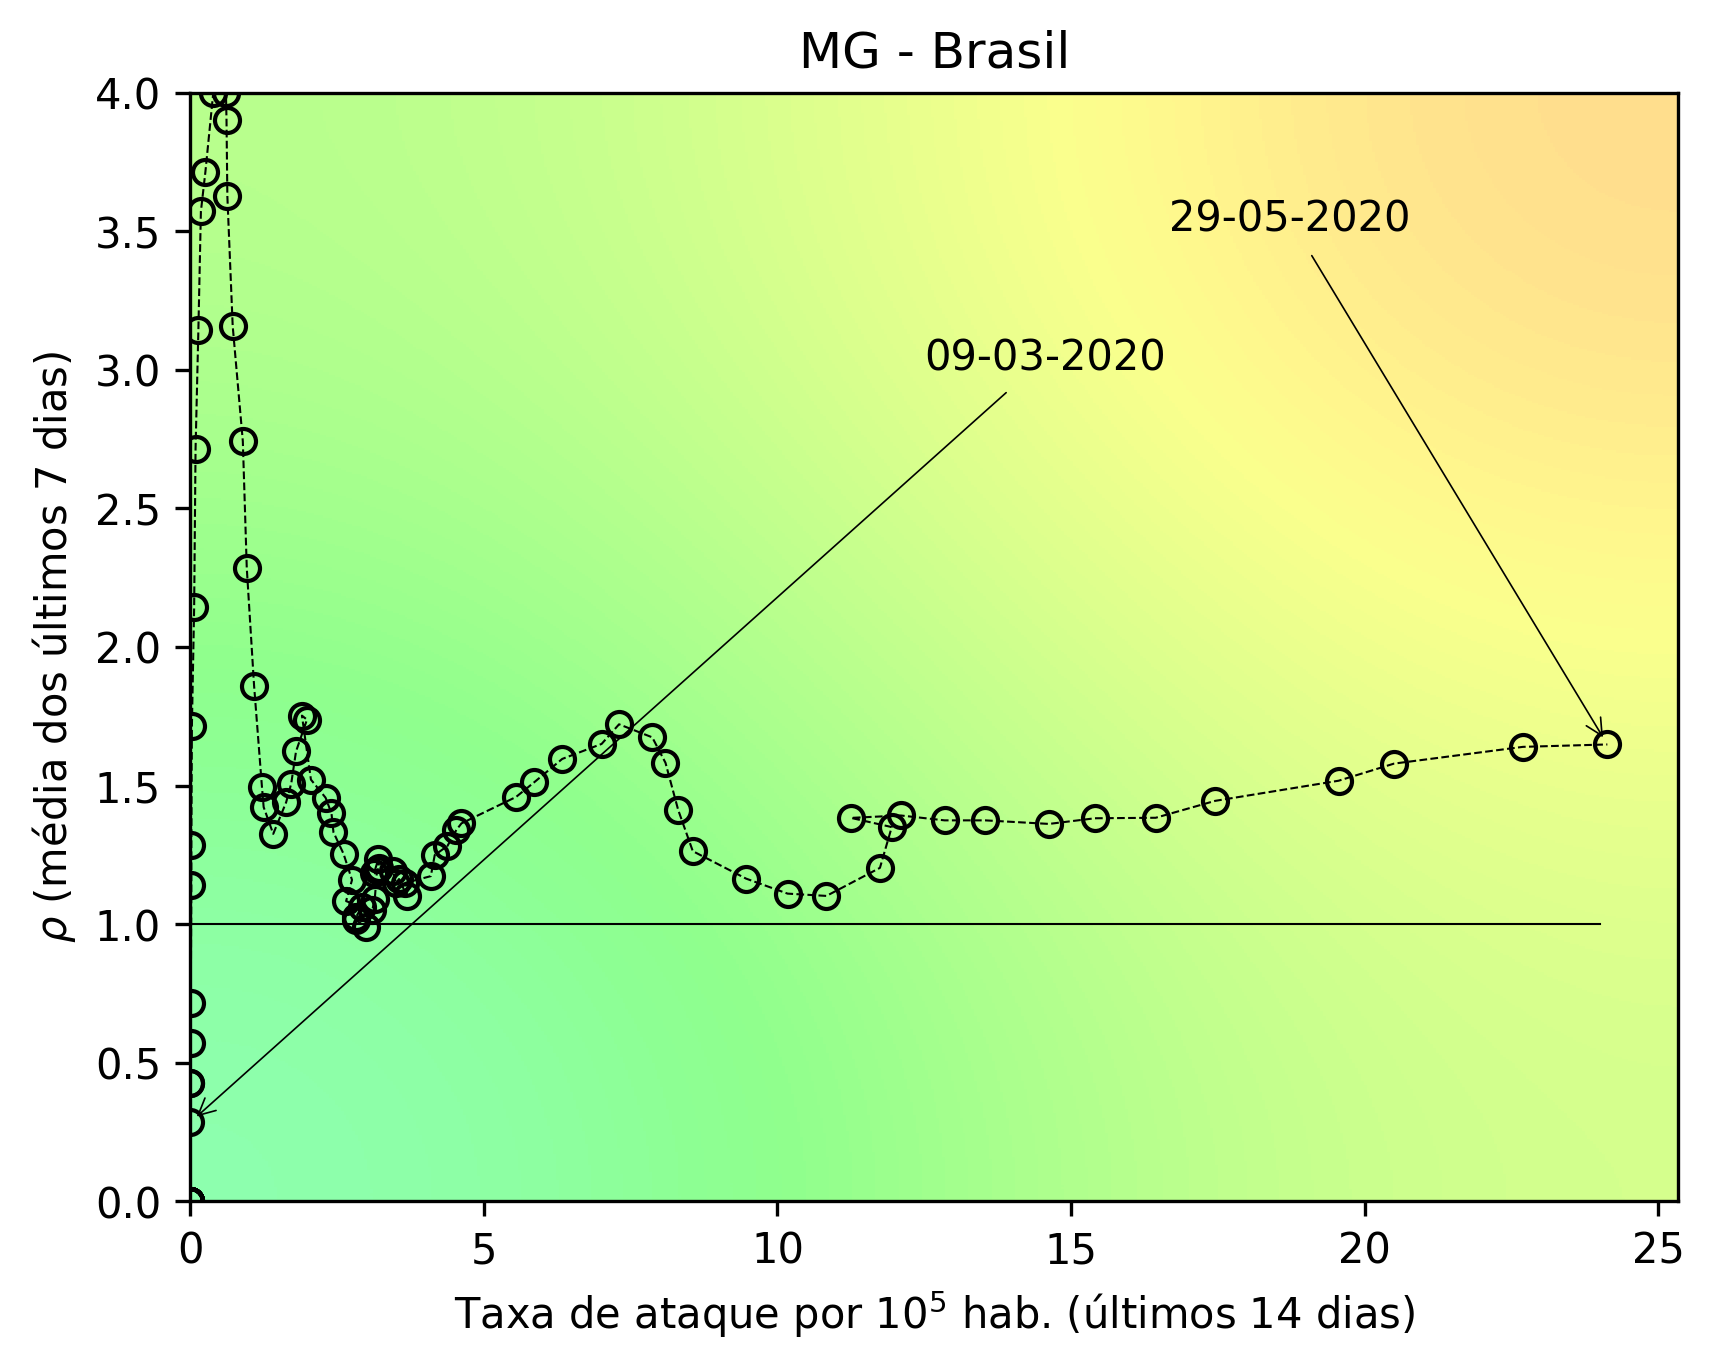 MG - Brasil
4.0
3.5
3.0
2.5
2.0
1.5
1.0
0.5
0.0
ρ (média dos últimos 7 dias)
29-05-2020
09-03-2020
0 5 10 15 20 25
Taxa de ataque por 10⁵ hab. (últimos 14 dias)